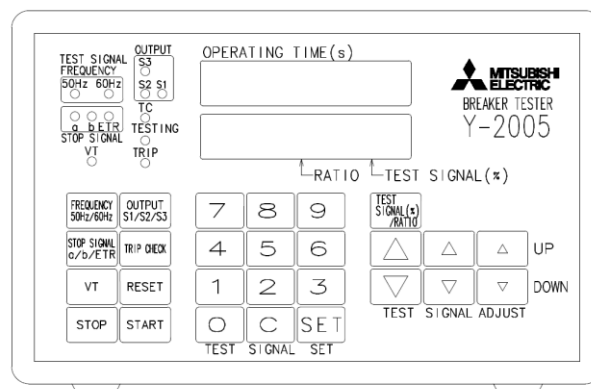 TEST SIGNAL
FREQUENCY
50Hz 60Hz
OUTPUT
S3
S2 S1
a b ETR
STOP SIGNAL
VT
TC
TESTING
TRIP
OPERATING TIME(s)
RATIO
TEST SIGNAL(%)
MITSUBISHI
ELECTRIC
BREAKER TESTER
Y-2005
FREQUENCY
50Hz/60Hz
OUTPUT
S1/S2/S3
STOP SIGNAL
a/b/ETR
TRIP CHECK
VT
RESET
STOP
START
7 8 9
4 5 6
1 2 3
0 C SET
TEST SIGNAL SET
TEST
SIGNAL(%)
/RATIO
UP
DOWN
TEST SIGNAL ADJUST